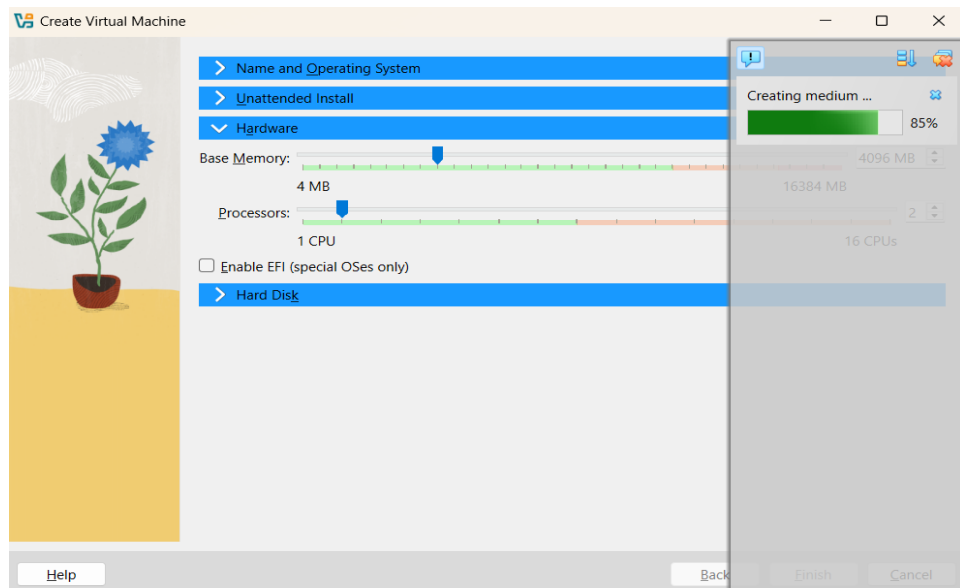 Create Virtual Machine
Name and Operating System
Unattended Install
Hardware
Creating medium ...
85%
Base Memory:
4096 MB
4 MB
16384 MB
Processors:
2
1 CPU
16 CPUs
Enable EFI (special OSes only)
Hard Disk
Help
Back
Finish
Cancel